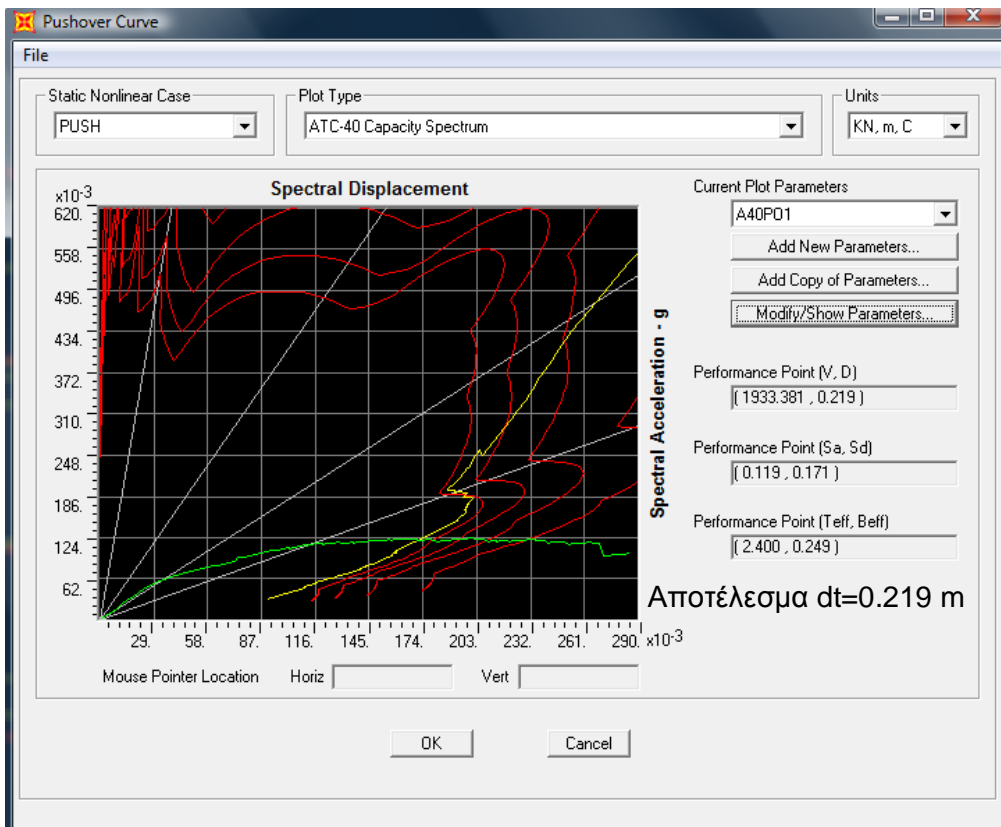 Pushover Curve
File
Static Nonlinear Case
PUSH
Plot Type
ATC-40 Capacity Spectrum
Units
KN, m, C
x10-3
Spectral Displacement
620.
558.
496.
434.
372.
310.
248.
186.
124.
62.
29. 58. 87. 116. 145. 174. 203. 232. 261. 290. x10-3
Spectral Acceleration - g
Mouse Pointer Location Horiz Vert
Current Plot Parameters
A40PO1
Add New Parameters...
Add Copy of Parameters...
Modify/Show Parameters...
Performance Point (V, D)
( 1933.381 , 0.219 )
Performance Point (Sa, Sd)
( 0.119 , 0.171 )
Performance Point (Teff, Beff)
( 2.400 , 0.249 )
Αποτέλεσμα dt=0.219 m
OK Cancel